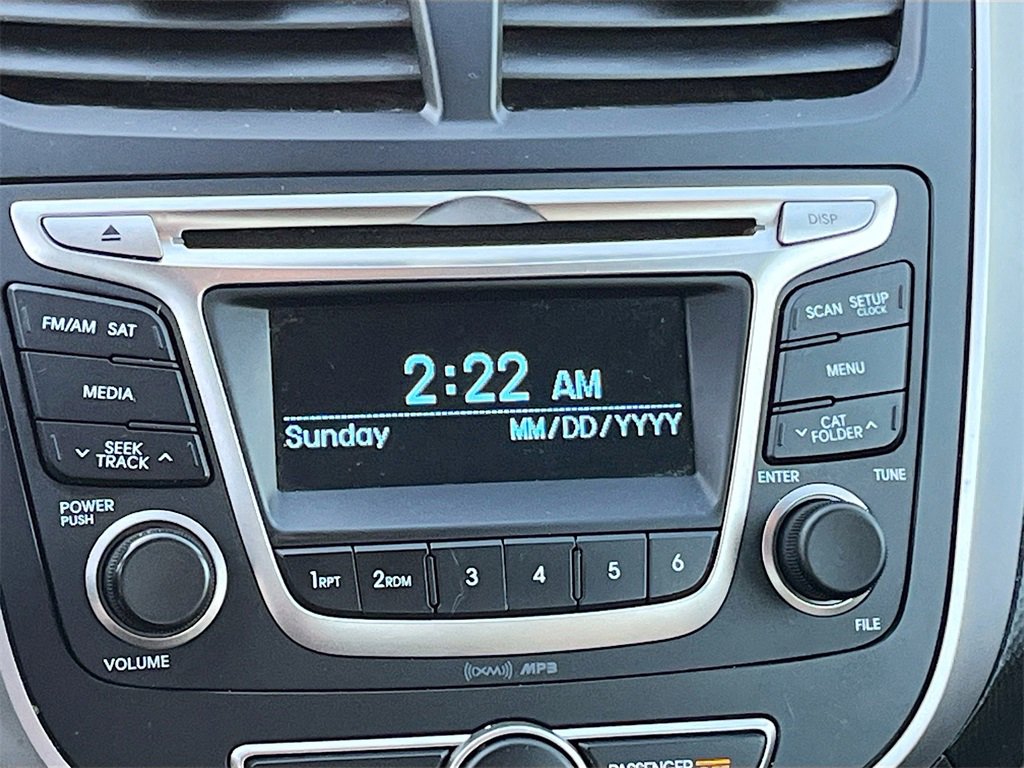 DISP
FM/AM SAT
SCAN SETUP
CLOCK
MEDIA
MENU
2:22 AM
Sunday MM/DD/YYYY
SEEK
TRACK
CAT
FOLDER
POWER
PUSH
ENTER TUNE
1RPT 2RDM 3 4 5 6
VOLUME
FILE
((XM)) MP3
PASSENGER